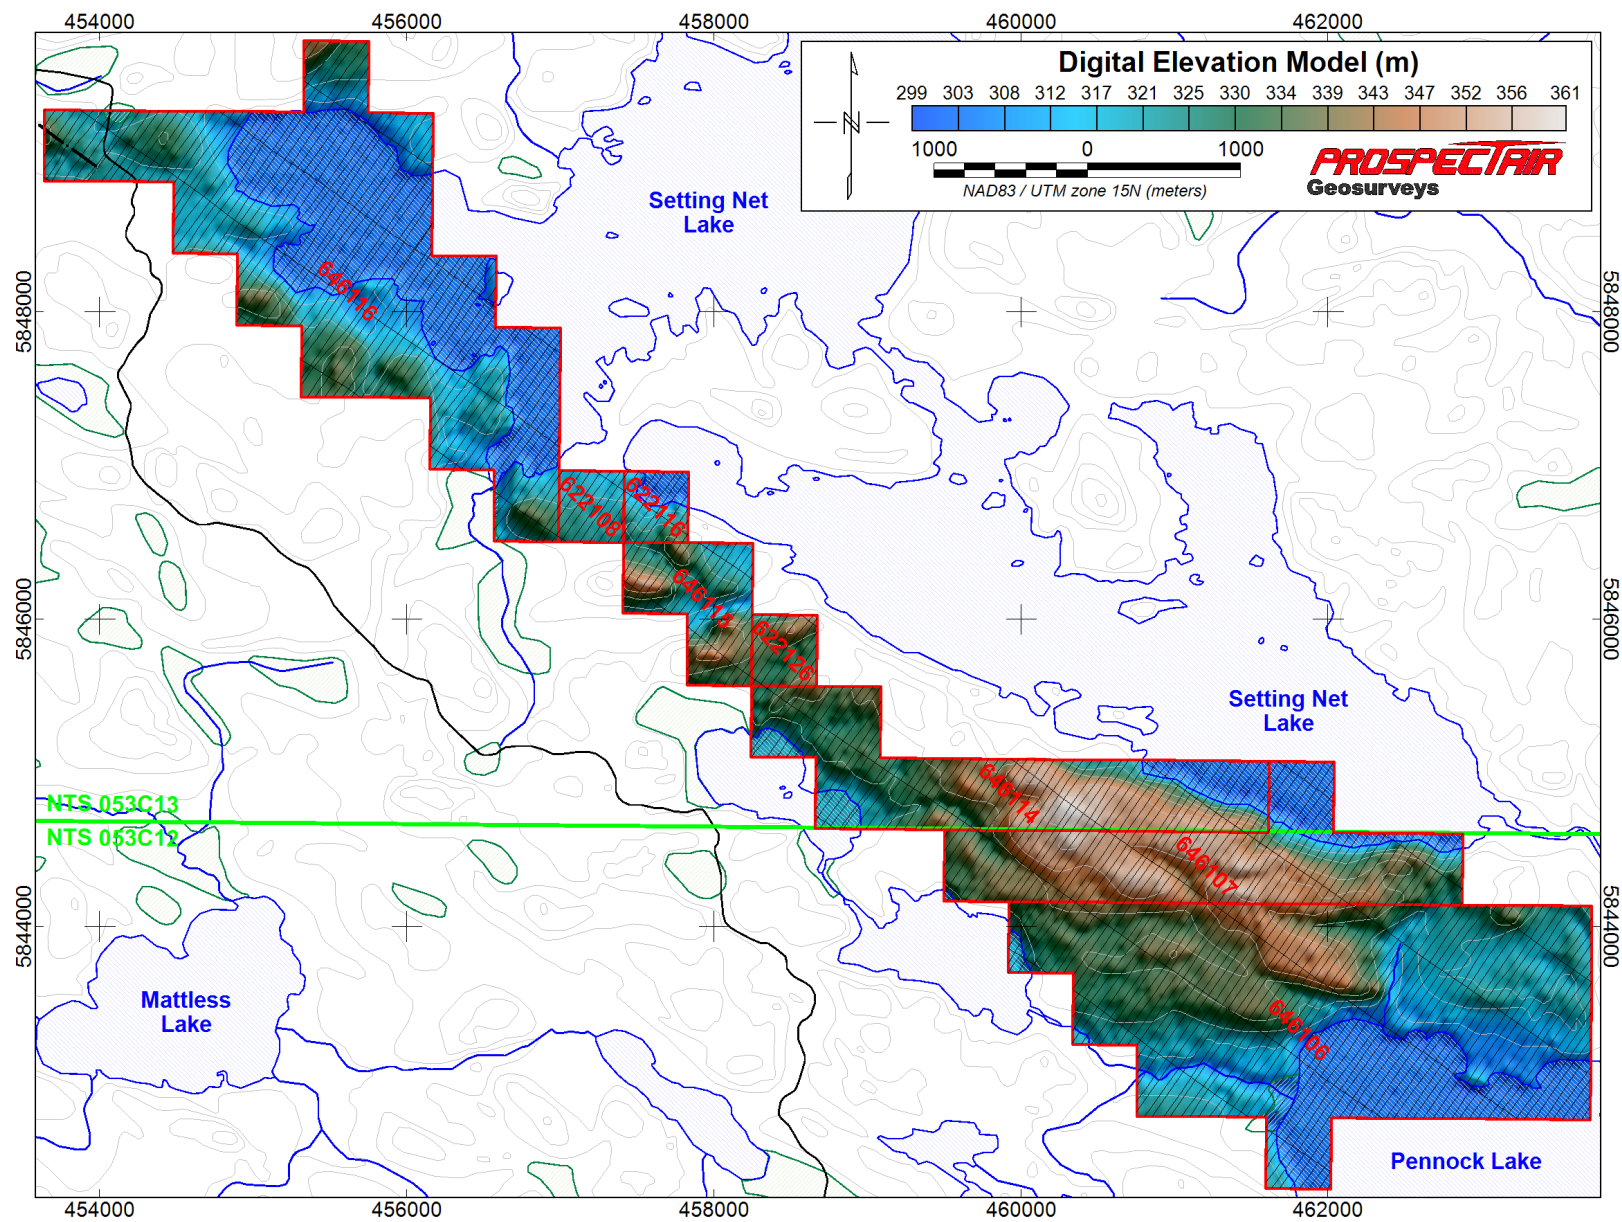 454000 456000 458000 460000 462000
Digital Elevation Model (m)
299 303 308 312 317 321 325 330 334 339 343 347 352 356 361
1000 0 1000
NAD83 / UTM zone 15N (meters)
PROSPECTAIR
Geosurveys
N
Setting Net
Lake
5848000 5848000
646116
622108
622116
646115
622126
5846000 5846000
Setting Net
Lake
646114
NTS 053C13
NTS 053C12
646107
5844000 5844000
Mattless
Lake
646106
Pennock Lake
454000 456000 458000 460000 462000